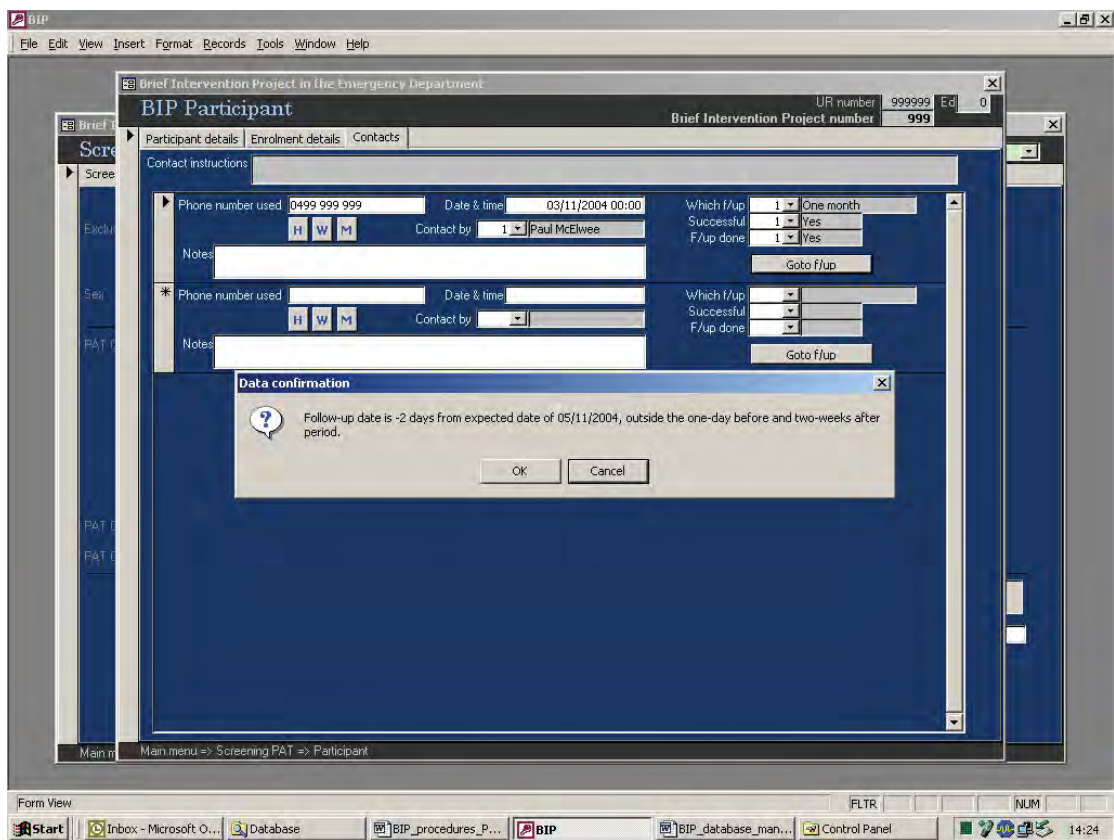 BIP
File Edit View Insert Format Records Tools Window Help
Brief Intervention Project in the Emergency Department
BIP Participant
UR number 999999 Ed 0
Brief Intervention Project number 999
Participant details Enrolment details Contacts
Contact instructions
Phone number used 0499 999 999 Date & time 03/11/2004 00:00 Which f/up 1 One month
H W M Contact by 1 Paul McElwee Successful 1 Yes
F/up done 1 Yes
Notes
Goto f/up
Phone number used Date & time Which f/up
H W M Contact by Successful
F/up done
Notes
Goto f/up
Data confirmation
Follow-up date is -2 days from expected date of 05/11/2004, outside the one-day before and two-weeks after
period.
OK Cancel
Main menu => Screening PAT => Participant
Brief
Sex
PAT
PAT
PAT
Form View FLTR NUM
Start Inbox - Microsoft O... Database BIP_procedures_P... BIP BIP_database_man... Control Panel 14:24